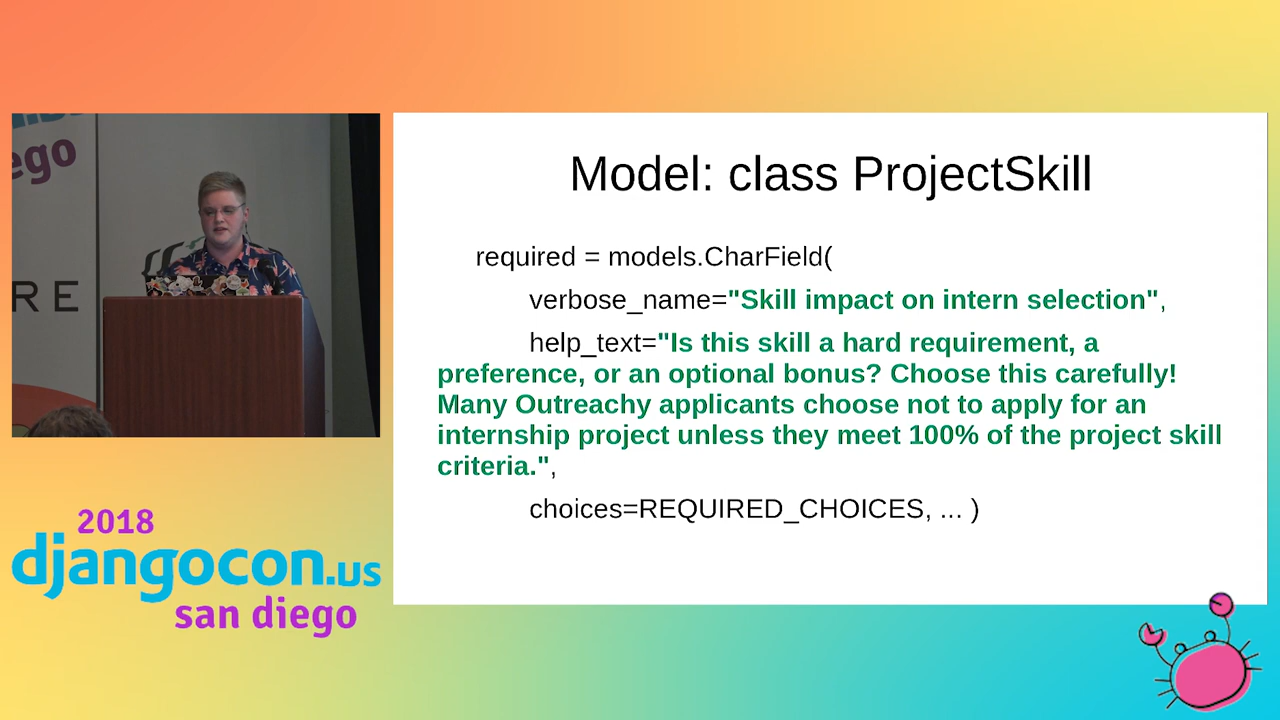 ego
RE
Model: class ProjectSkill
required = models.CharField(
verbose_name="Skill impact on intern selection",
help_text="Is this skill a hard requirement, a
preference, or an optional bonus? Choose this carefully!
Many Outreachy applicants choose not to apply for an
internship project unless they meet 100% of the project skill
criteria.",
choices=REQUIRED_CHOICES, ... )
2018
djangocon.us
san diego